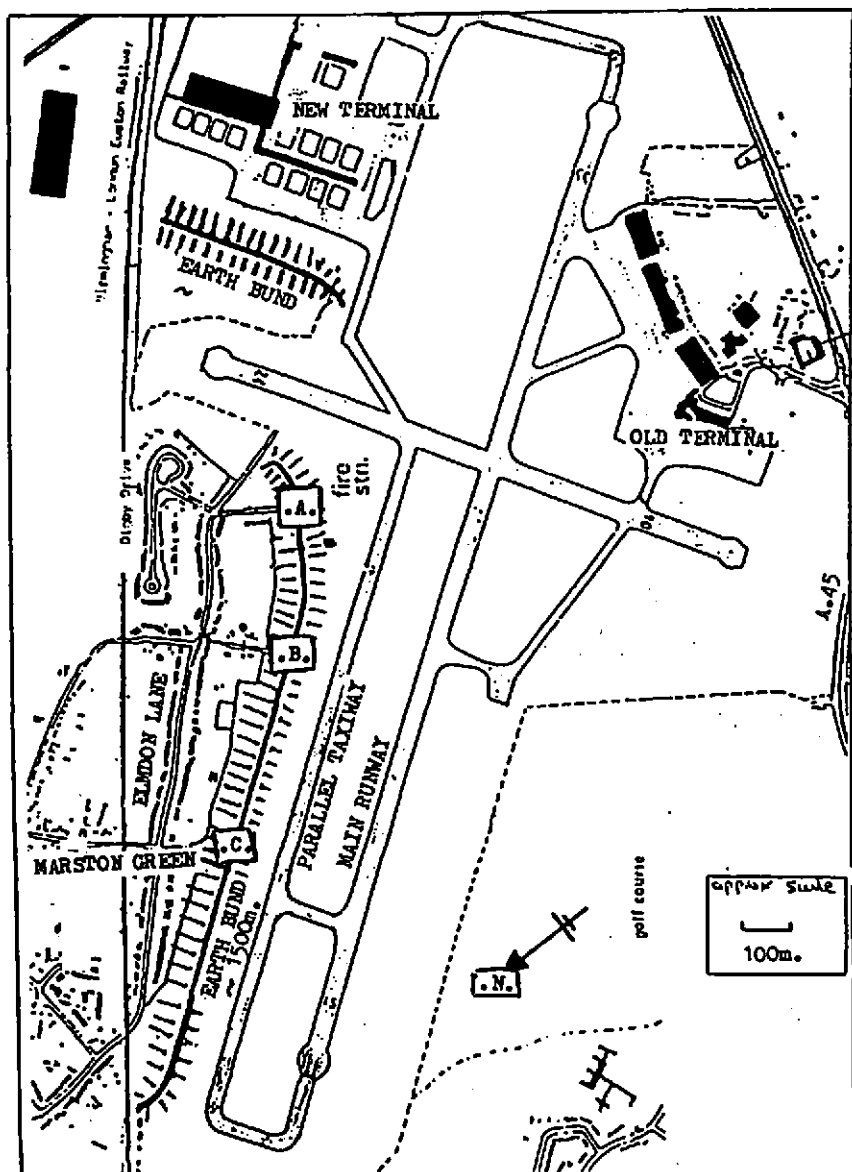 NEW TERMINAL
EARTH BUND
~
OLD TERMINAL
fire
stn.
.A.
Digby Drive
A.45
.B.
ELMDON LANE
PARALLEL TAXIWAY
MAIN RUNWAY
.C.
MARSTON GREEN
EARTH BUND
~ 1500m.
golf course
approx scale
100m.
.N.